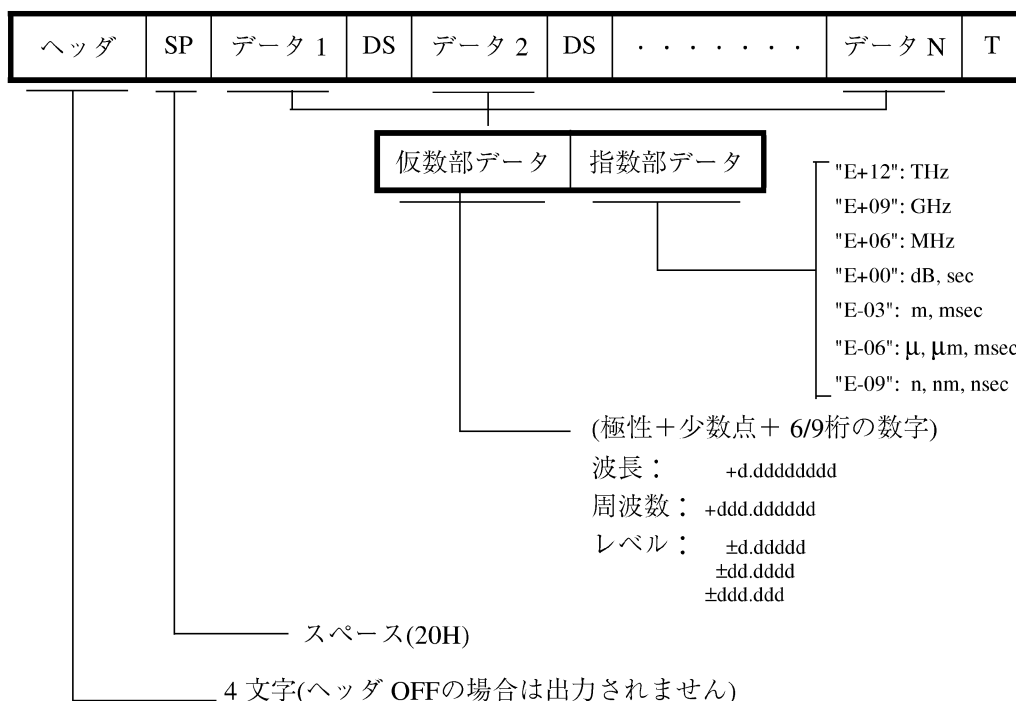 ヘッダ SP データ 1 DS データ 2 DS ・・・・・・・ データ N T
仮数部データ 指数部データ
"E+12": THz
"E+09": GHz
"E+06": MHz
"E+00": dB, sec
"E-03": m, msec
"E-06": μ, μm, msec
"E-09": n, nm, nsec
(極性＋少数点＋ 6/9桁の数字)
波長： +d.dddddddd
周波数： +ddd.dddddd
レベル： ±d.ddddd
±dd.dddd
±ddd.ddd
スペース(20H)
4 文字(ヘッダ OFFの場合は出力されません)